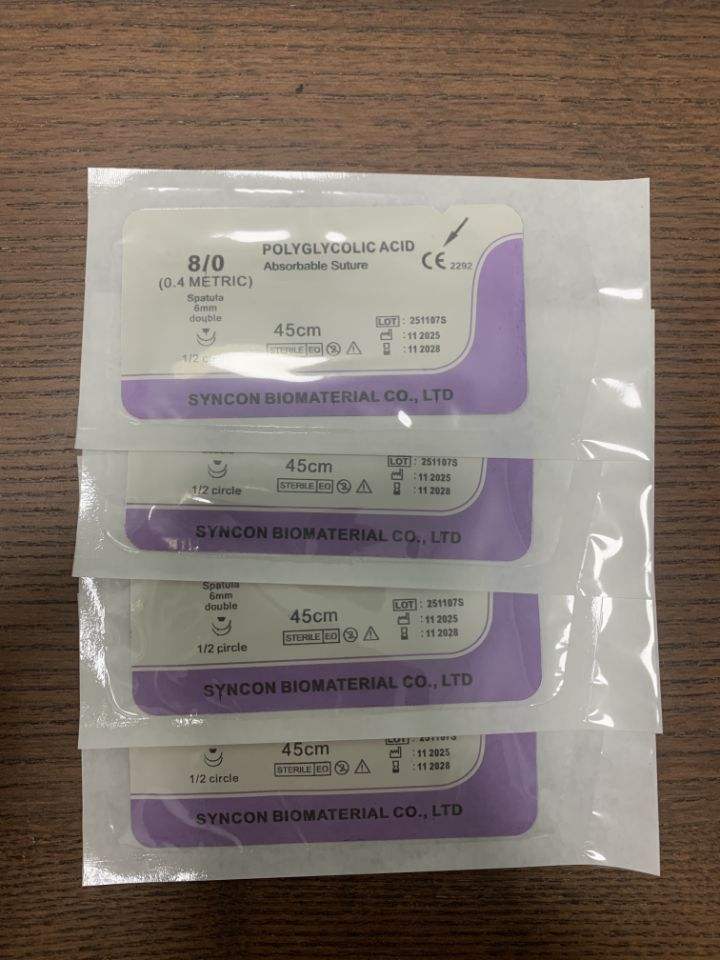 POLYGLYCOLIC ACID
8/0
Absorbable Suture
CE 2292
(0.4 METRIC)
Spatula
6mm
double
45cm
LOT : 251107S
: 11 2025
1/2
STERILE EO
: 11 2028
SYNCON BIOMATERIAL CO., LTD
45cm
LOT : 251107S
: 11 2025
1/2 circle
STERILE EO
: 11 2028
SYNCON BIOMATERIAL CO., LTD
Spatula
6mm
double
45cm
LOT : 251107S
: 11 2025
1/2 circle
STERILE EO
: 11 2028
SYNCON BIOMATERIAL CO., LTD
45cm
LOT : 251107S
: 11 2025
1/2 circle
STERILE EO
: 11 2028
SYNCON BIOMATERIAL CO., LTD